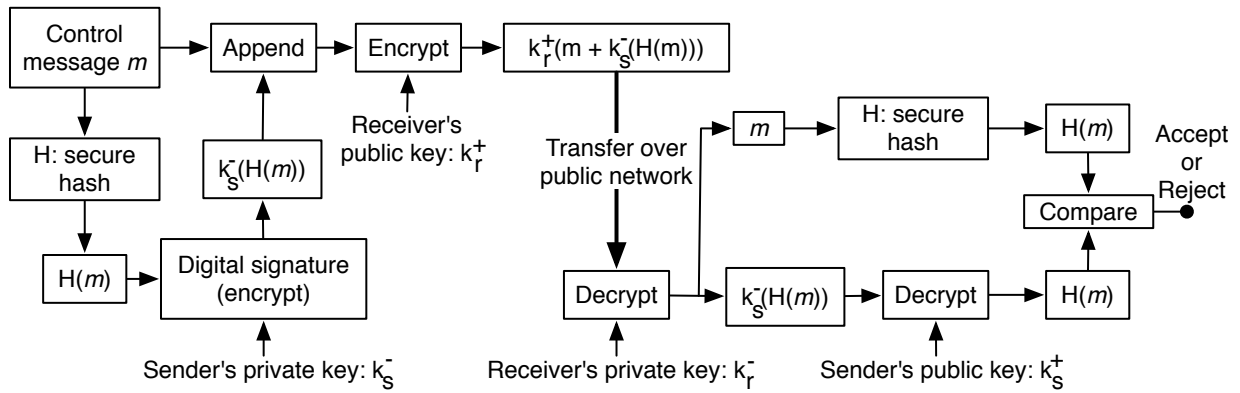 Control
message m
Append
Encrypt
k_r^+(m + k_s^-(H(m)))
H: secure
hash
k_s^-(H(m))
Receiver's
public key: k_r^+
Transfer over
public network
m
H: secure
hash
H(m)
Accept
or
Reject
Compare
H(m)
Digital signature
(encrypt)
Decrypt
k_s^-(H(m))
Decrypt
H(m)
Sender's private key: k_s^-
Receiver's private key: k_r^-
Sender's public key: k_s^+